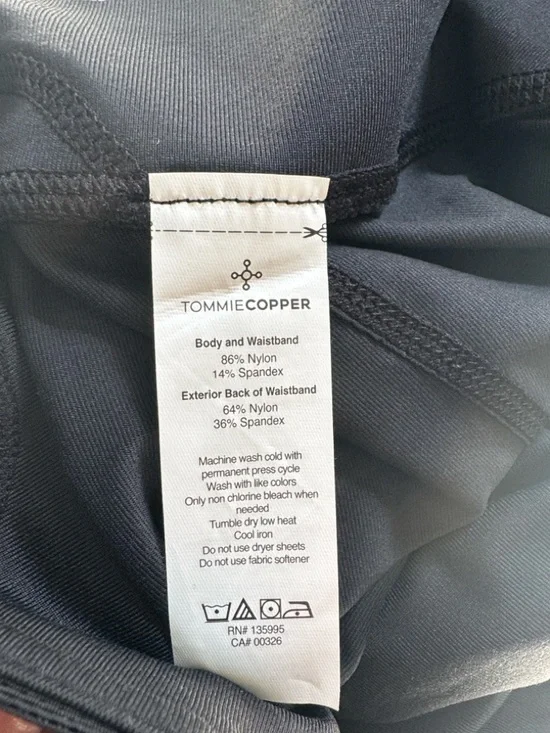 TOMMIECOPPER
Body and Waistband
86% Nylon
14% Spandex
Exterior Back of Waistband
64% Nylon
36% Spandex
Machine wash cold with
permanent press cycle
Wash with like colors
Only non chlorine bleach when
needed
Tumble dry low heat
Cool iron
Do not use dryer sheets
Do not use fabric softener
RN# 135995
CA# 00326